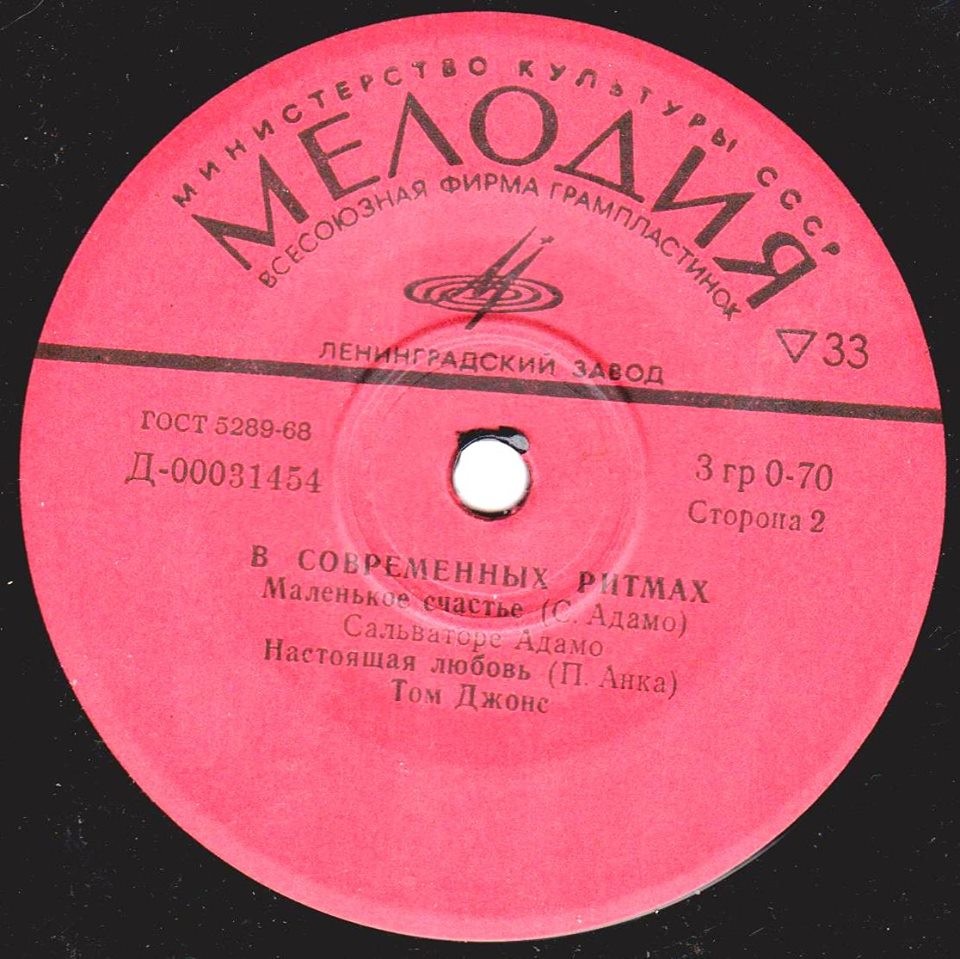 МИНИСТЕРСТВО КУЛЬТУРЫ СССР
МЕЛОДИЯ
ВСЕСОЮЗНАЯ ФИРМА ГРАМПЛАСТИНОК
▽33
ЛЕНИНГРАДСКИЙ ЗАВОД
ГОСТ 5289-68
Д-00031454
3 гр 0-70
Сторона 2
В СОВРЕМЕННЫХ РИТМАХ
Маленькое счастье (С. Адамо)
Сальваторе Адамо
Настоящая любовь (П. Анка)
Том Джонс